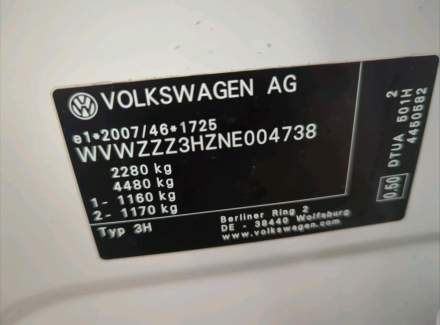 VOLKSWAGEN AG
e1*2007/46*1725
WVWZZZ3HZNE004738
2280 kg
4480 kg
1- 1160 kg
2- 1170 kg
Typ 3H
Berliner Ring 2
DE - 38440 Wolfsburg
www.volkswagen.com
0.50
DTUA 501H 2
4450582